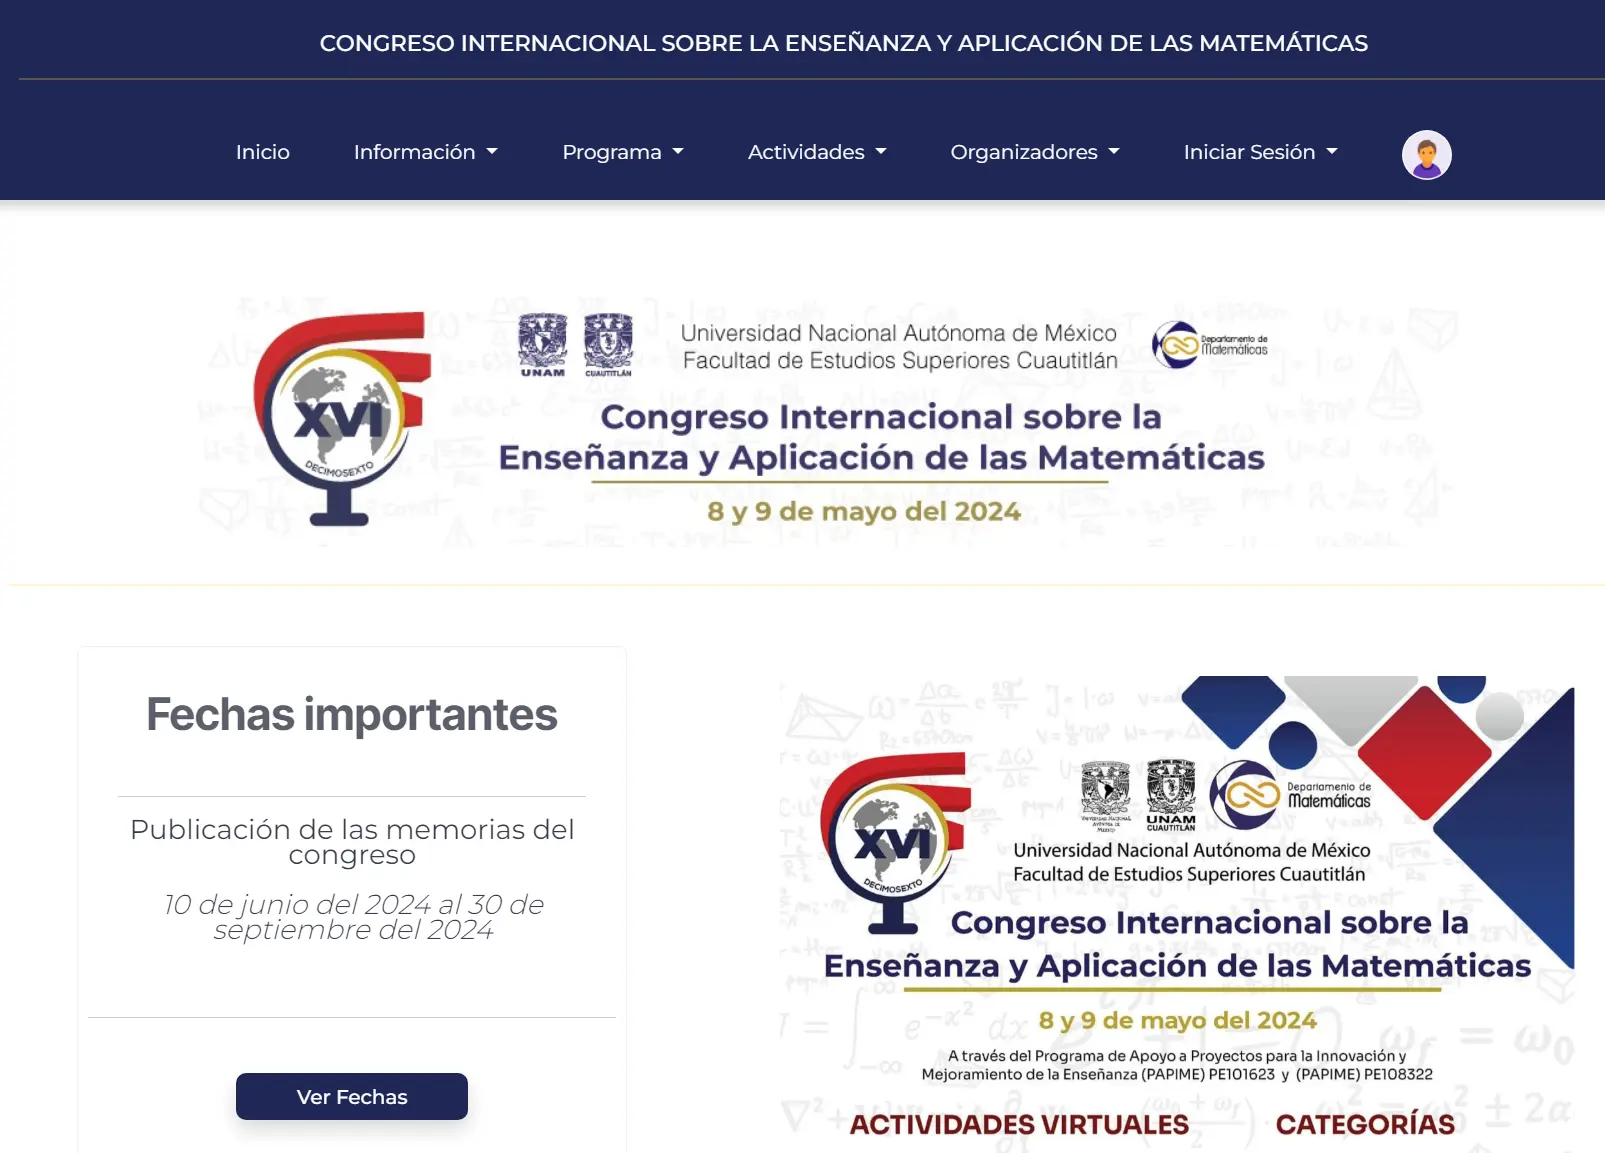 CONGRESO INTERNACIONAL SOBRE LA ENSEÑANZA Y APLICACIÓN DE LAS MATEMÁTICAS
Inicio
Información
Programa
Actividades
Organizadores
Iniciar Sesión
XVI
DECIMOSEXTO
UNAM
CUAUTITLÁN
Universidad Nacional Autónoma de México
Facultad de Estudios Superiores Cuautitlán
Departamento de
Matemáticas
Congreso Internacional sobre la
Enseñanza y Aplicación de las Matemáticas
8 y 9 de mayo del 2024
Fechas importantes
Publicación de las memorias del
congreso
10 de junio del 2024 al 30 de
septiembre del 2024
Ver Fechas
XVI
DECIMOSEXTO
UNIVERSIDAD NACIONAL
AUTÓNOMA DE
MÉXICO
UNAM
CUAUTITLÁN
Departamento de
Matemáticas
Universidad Nacional Autónoma de México
Facultad de Estudios Superiores Cuautitlán
Congreso Internacional sobre la
Enseñanza y Aplicación de las Matemáticas
8 y 9 de mayo del 2024
A través del Programa de Apoyo a Proyectos para la Innovación y
Mejoramiento de la Enseñanza (PAPIME) PE101623 y (PAPIME) PE108322
ACTIVIDADES VIRTUALES
CATEGORÍAS